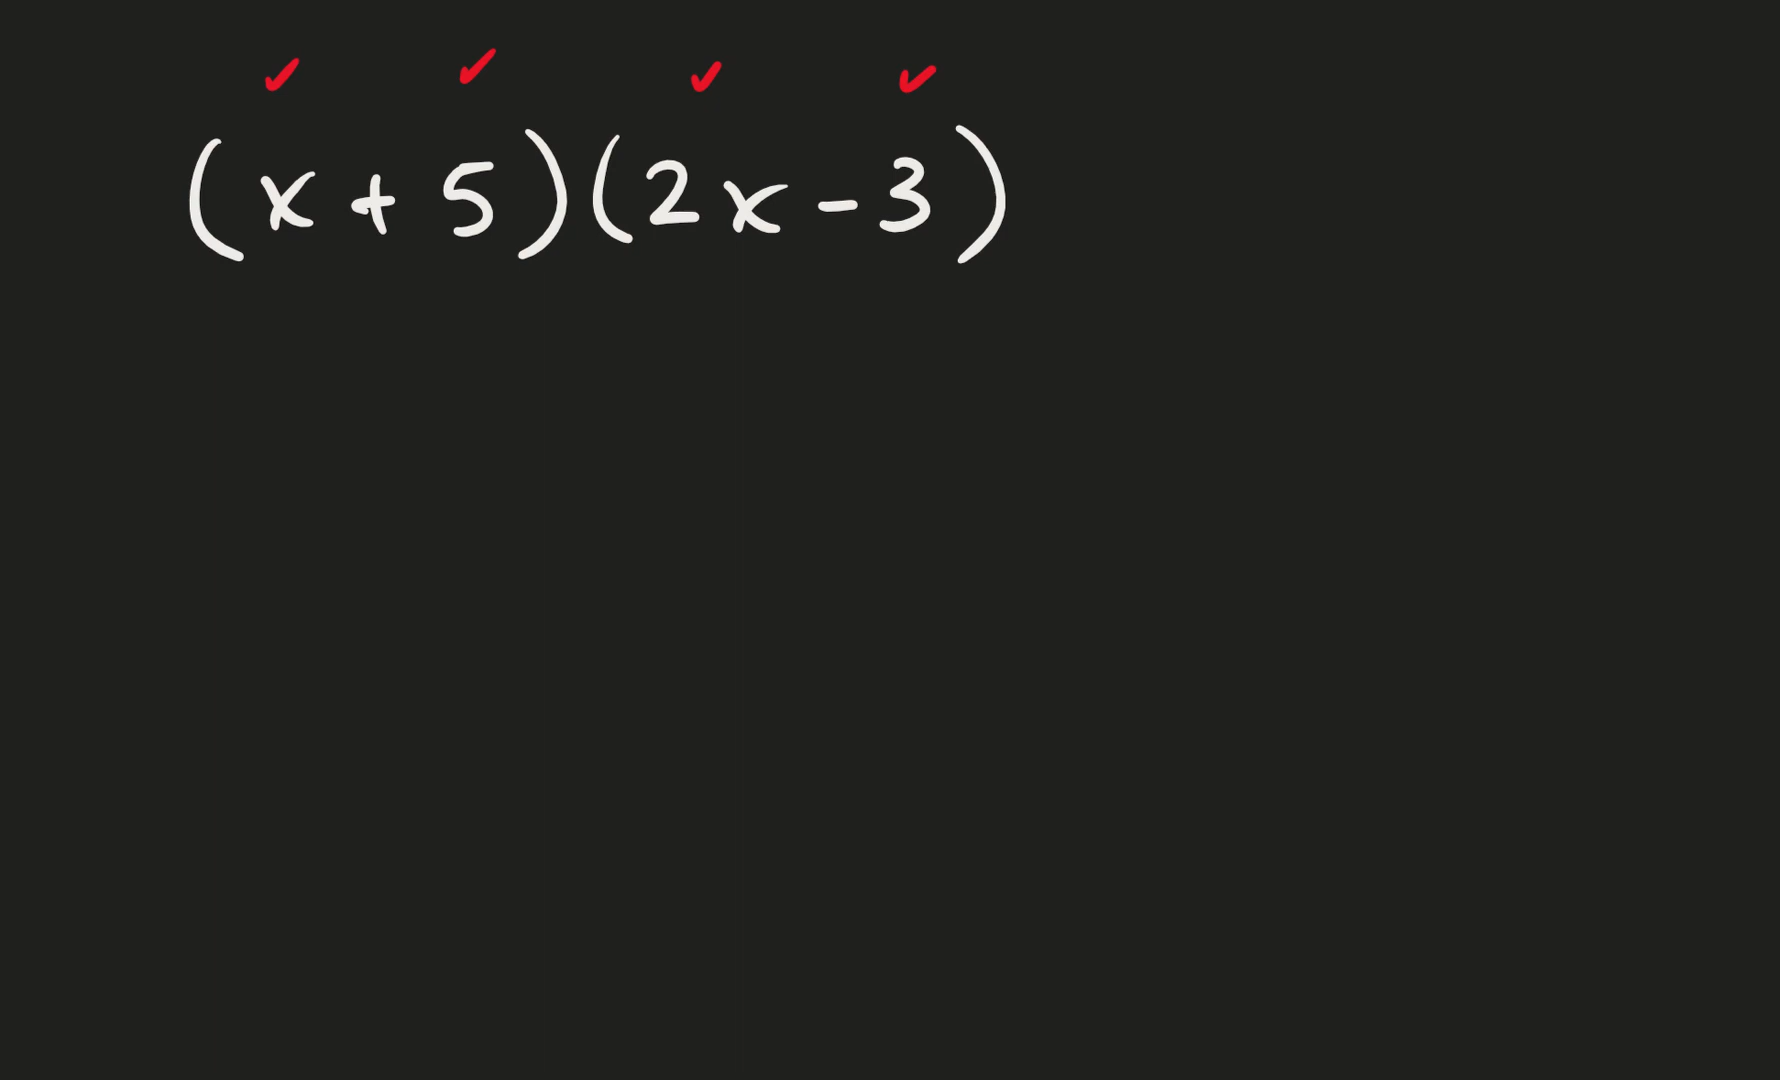 ✓ ✓ ✓ ✓
(x + 5)(2x - 3)